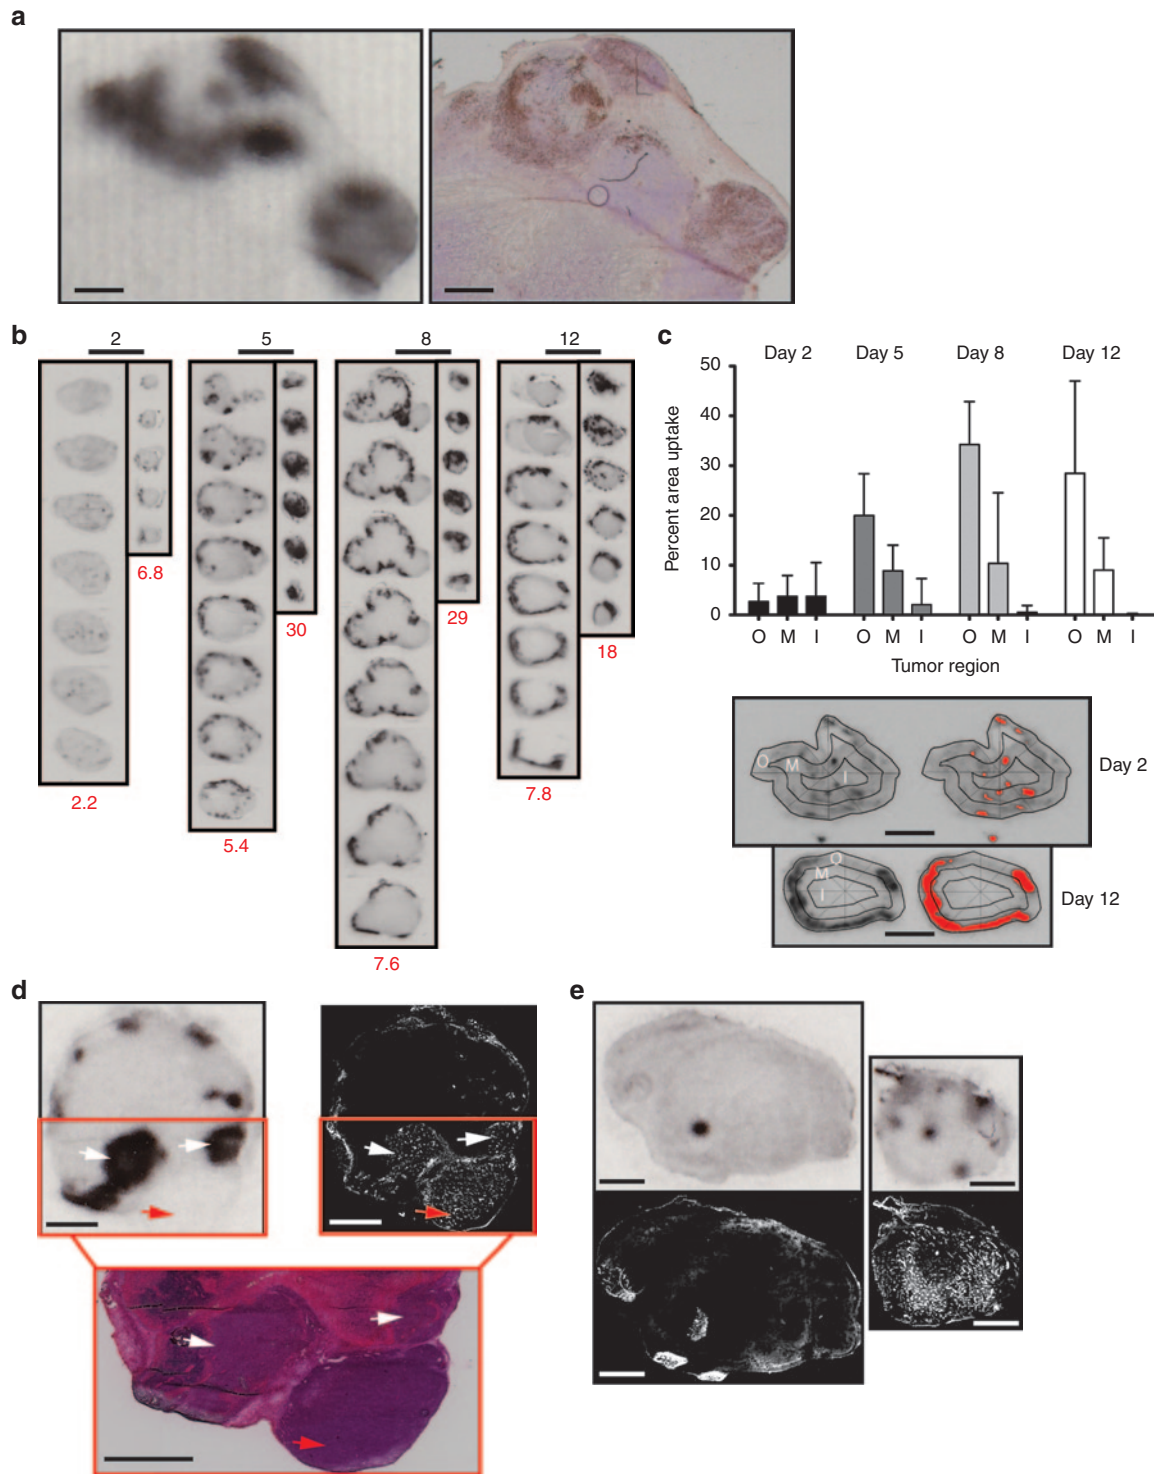 a
b
2
5
8
12
6.8
30
29
18
2.2
5.4
7.6
7.8
c
Day 2
Day 5
Day 8
Day 12
Percent area uptake
50
40
30
20
10
0
O M I O M I O M I O M I
Tumor region
O M I
Day 2
O
M
I
Day 12
d
e